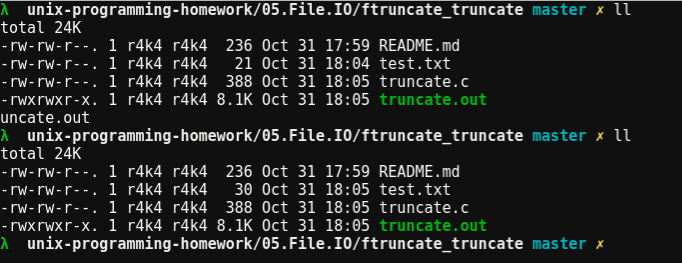 λ  unix-programming-homework/05.File.IO/ftruncate_truncate master ✗ ll
total 24K
-rw-rw-r--. 1 r4k4 r4k4  236 Oct 31 17:59 README.md
-rw-rw-r--. 1 r4k4 r4k4   21 Oct 31 18:04 test.txt
-rw-rw-r--. 1 r4k4 r4k4  388 Oct 31 18:05 truncate.c
-rwxrwxr-x. 1 r4k4 r4k4 8.1K Oct 31 18:05 truncate.out
uncate.out
λ  unix-programming-homework/05.File.IO/ftruncate_truncate master ✗ ll
total 24K
-rw-rw-r--. 1 r4k4 r4k4  236 Oct 31 17:59 README.md
-rw-rw-r--. 1 r4k4 r4k4   30 Oct 31 18:05 test.txt
-rw-rw-r--. 1 r4k4 r4k4  388 Oct 31 18:05 truncate.c
-rwxrwxr-x. 1 r4k4 r4k4 8.1K Oct 31 18:05 truncate.out
λ  unix-programming-homework/05.File.IO/ftruncate_truncate master ✗